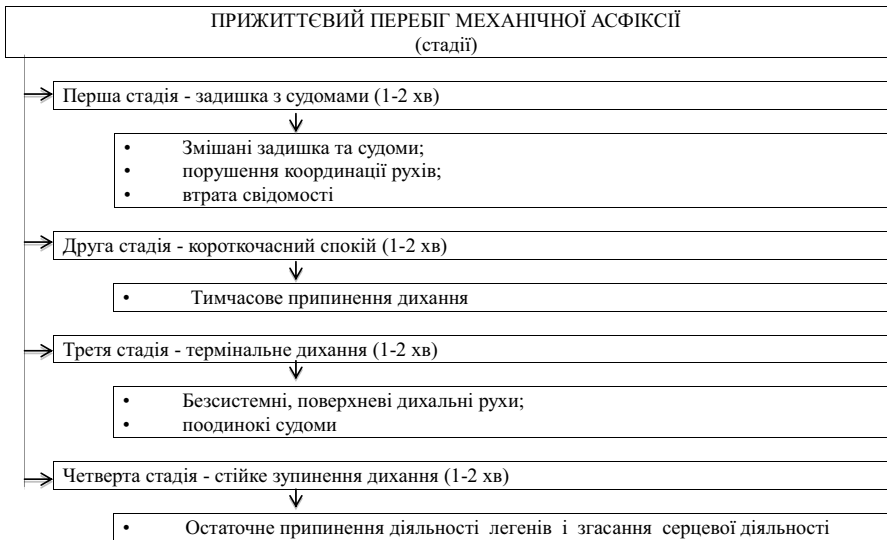 ПРИЖИТТЄВИЙ ПЕРЕБІГ МЕХАНІЧНОЇ АСФІКСІЇ
(стадії)
Перша стадія - задишка з судомами (1-2 хв)
• Змішані задишка та судоми;
• порушення координації рухів;
• втрата свідомості
Друга стадія - короткочасний спокій (1-2 хв)
• Тимчасове припинення дихання
Третя стадія - термінальне дихання (1-2 хв)
• Безсистемні, поверхневі дихальні рухи;
• поодинокі судоми
Четверта стадія - стійке зупинення дихання (1-2 хв)
• Остаточне припинення діяльності легенів і згасання серцевої діяльності